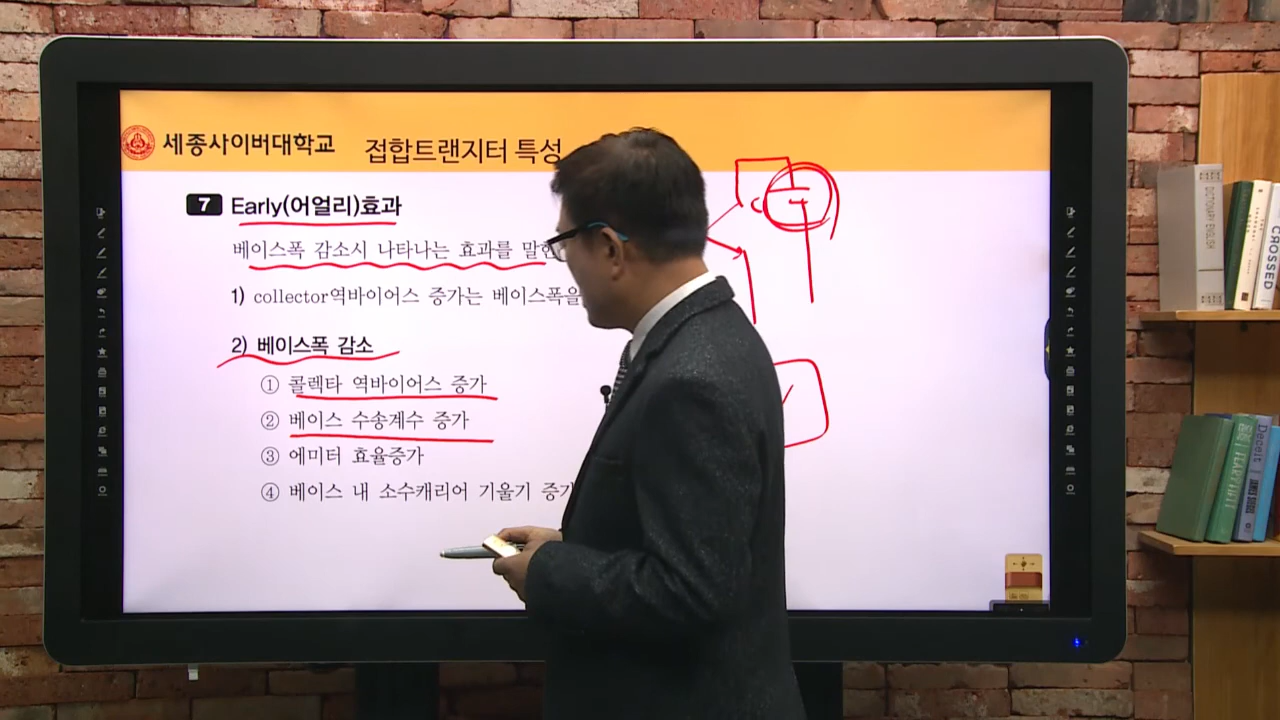 세종사이버대학교
접합트랜지터 특성
7 Early(어얼리)효과
베이스폭 감소시 나타나는 효과를 말한
1) collector역바이어스 증가는 베이스폭을
2) 베이스폭 감소
① 콜렉타 역바이어스 증가
② 베이스 수송계수 증가
③ 에미터 효율증가
④ 베이스 내 소수캐리어 기울기 증가
C
DICTIONARY ENGLISH
CROSSED
Deceit
JAMES SIEGEL